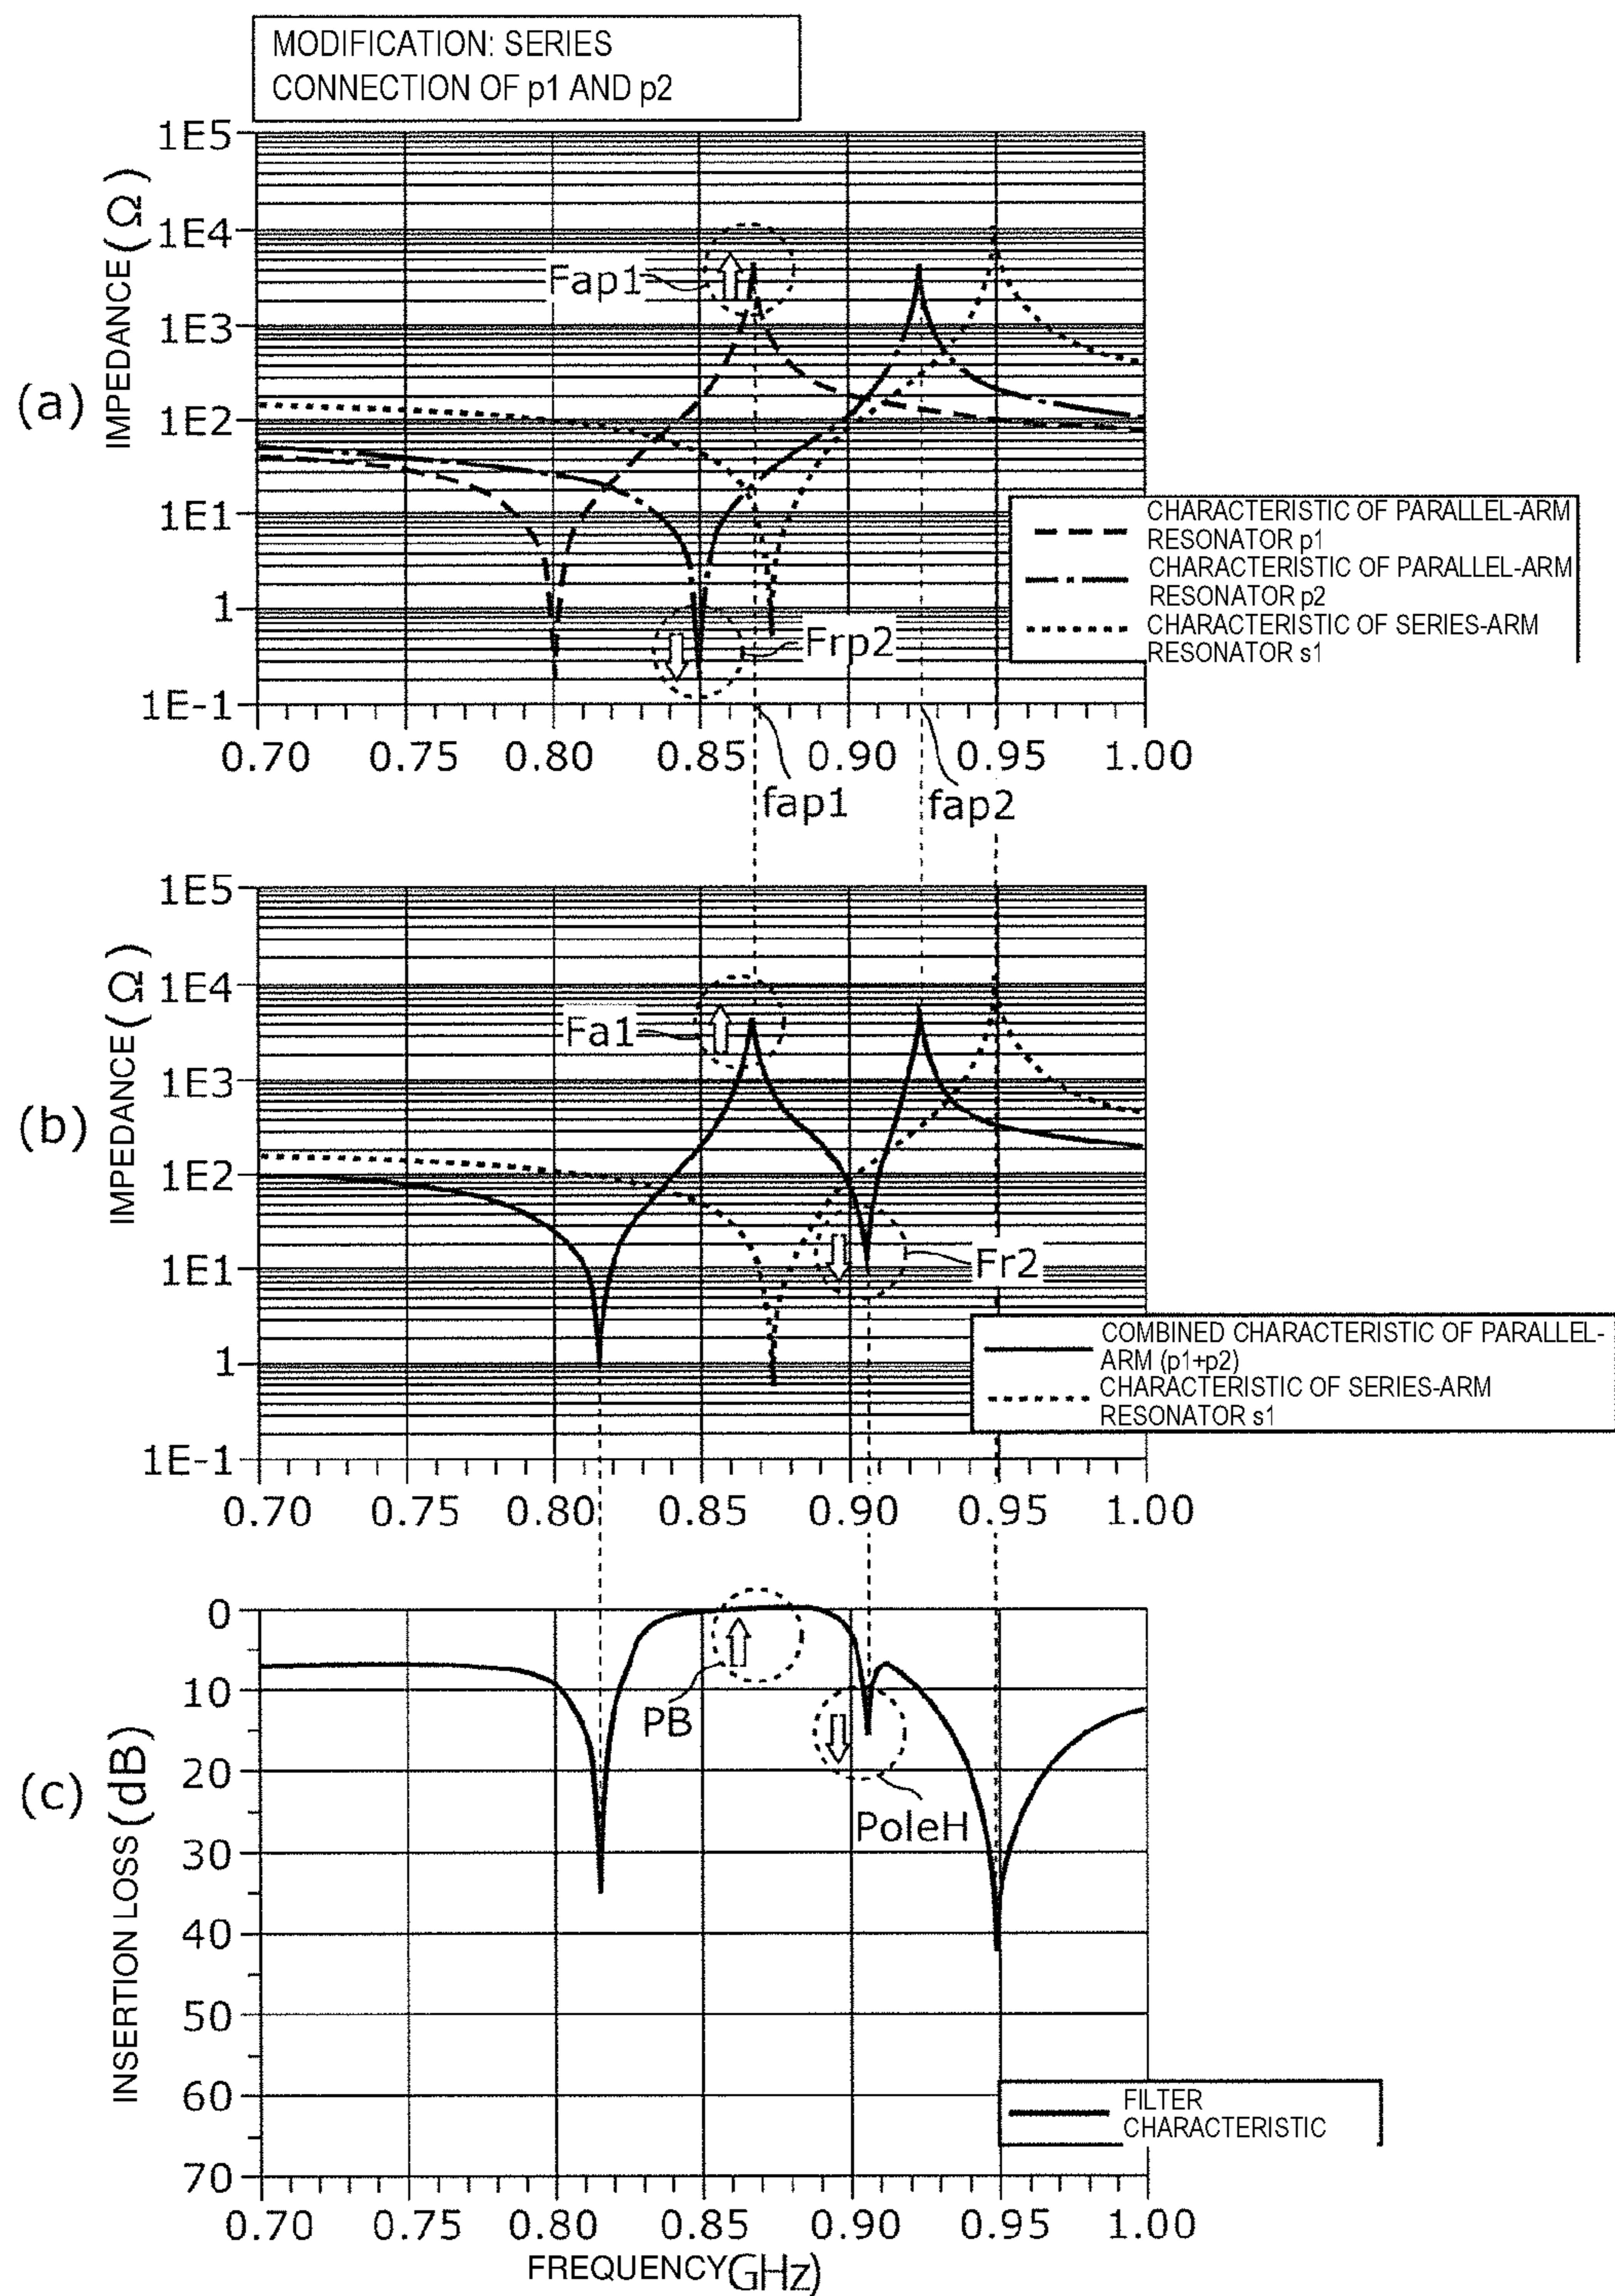 MODIFICATION: SERIES
CONNECTION OF p1 AND p2
(a)
IMPEDANCE(Ω)
1E5
1E4
1E3
1E2
1E1
1
1E-1
Fap1
Frp2
CHARACTERISTIC OF PARALLEL-ARM
RESONATOR p1
CHARACTERISTIC OF PARALLEL-ARM
RESONATOR p2
CHARACTERISTIC OF SERIES-ARM
RESONATOR s1
0.70 0.75 0.80 0.85 0.90 0.95 1.00
fap1 fap2
(b)
IMPEDANCE(Ω)
1E5
1E4
1E3
1E2
1E1
1
1E-1
Fa1
Fr2
COMBINED CHARACTERISTIC OF PARALLEL-
ARM (p1+p2)
CHARACTERISTIC OF SERIES-ARM
RESONATOR s1
0.70 0.75 0.80 0.85 0.90 0.95 1.00
(c)
INSERTION LOSS(dB)
0
10
20
30
40
50
60
70
PB
PoleH
FILTER
CHARACTERISTIC
0.70 0.75 0.80 0.85 0.90 0.95 1.00
FREQUENCY(GHz)